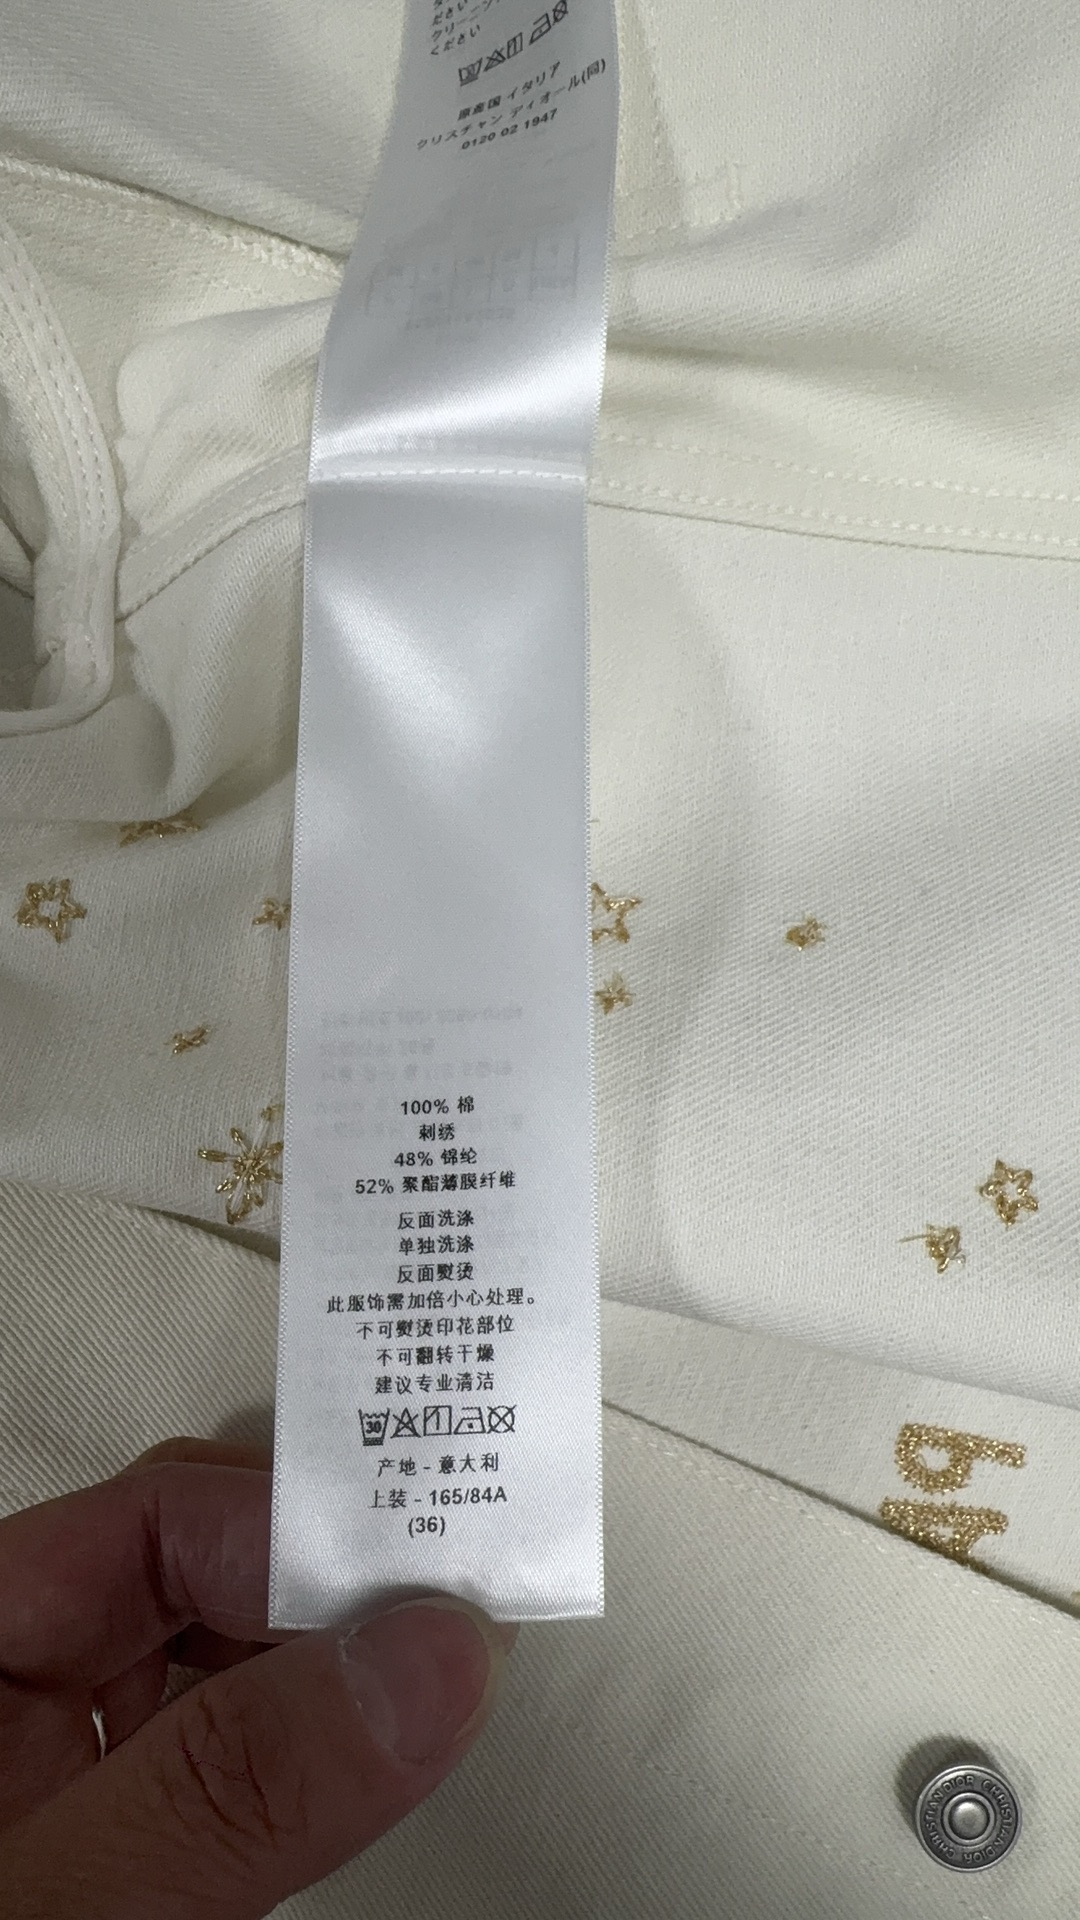 ださい
クリーニン
ください
原産国 イタリア
クリスチャン ディオール(同)
0120 02 1947
100% 棉
刺绣
48% 锦纶
52% 聚酯薄膜纤维
反面洗涤
单独洗涤
反面熨烫
此服饰需加倍小心处理。
不可熨烫印花部位
不可翻转干燥
建议专业清洁
30
产地 - 意大利
上装 - 165/84A
(36)
CHRISTIAN DIOR CHRISTIAN DIOR